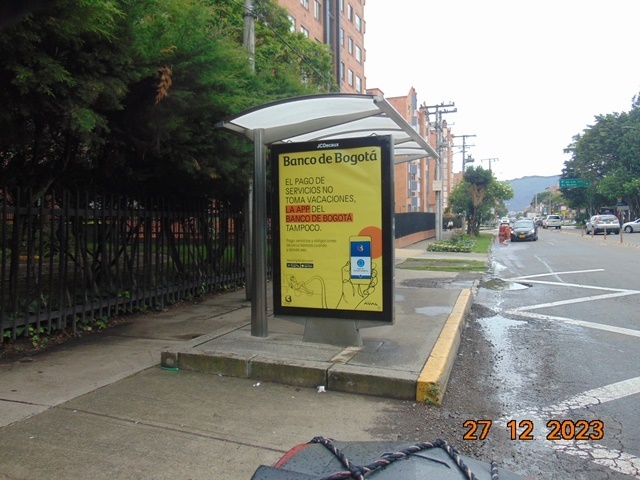 JCDecaux
Banco de Bogotá
EL PAGO DE
SERVICIOS NO
TOMA VACACIONES,
LA APP DEL
BANCO DE BOGOTÁ
TAMPOCO.
27 12 2023